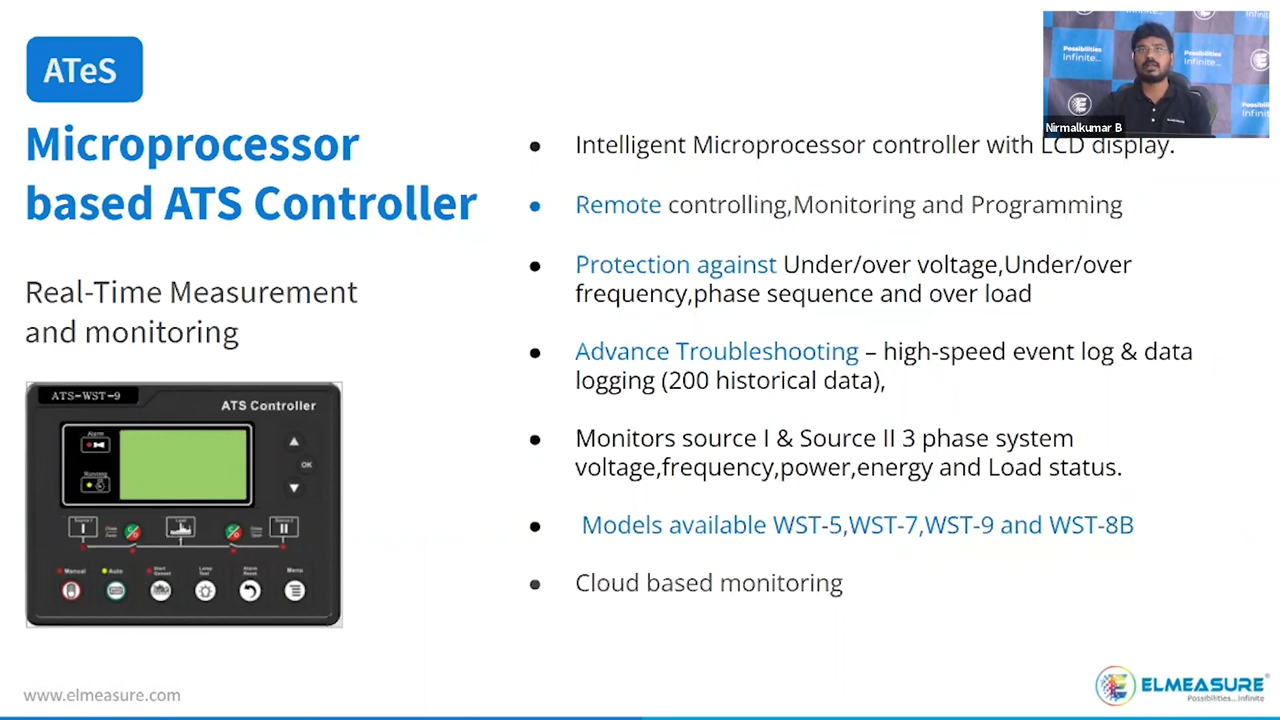 ATeS
Microprocessor
based ATS Controller
Real-Time Measurement
and monitoring
ATS-WST-9
ATS Controller
Alarm
OK
Running
Source I
I
Load
II
Manual
Auto
Start
Genset
Lamp
Test
Alarm
Reset
Menu
Possibilities
Infinite...
Possibilities
Infinite...
Nirmalkumar B
Intelligent Microprocessor controller with LCD display.
Remote controlling,Monitoring and Programming
Protection against Under/over voltage,Under/over
frequency,phase sequence and over load
Advance Troubleshooting – high-speed event log & data
logging (200 historical data),
Monitors source I & Source II 3 phase system
voltage,frequency,power,energy and Load status.
Models available WST-5,WST-7,WST-9 and WST-8B
Cloud based monitoring
www.elmeasure.com
ELMEASURE®
Possibilities...Infinite